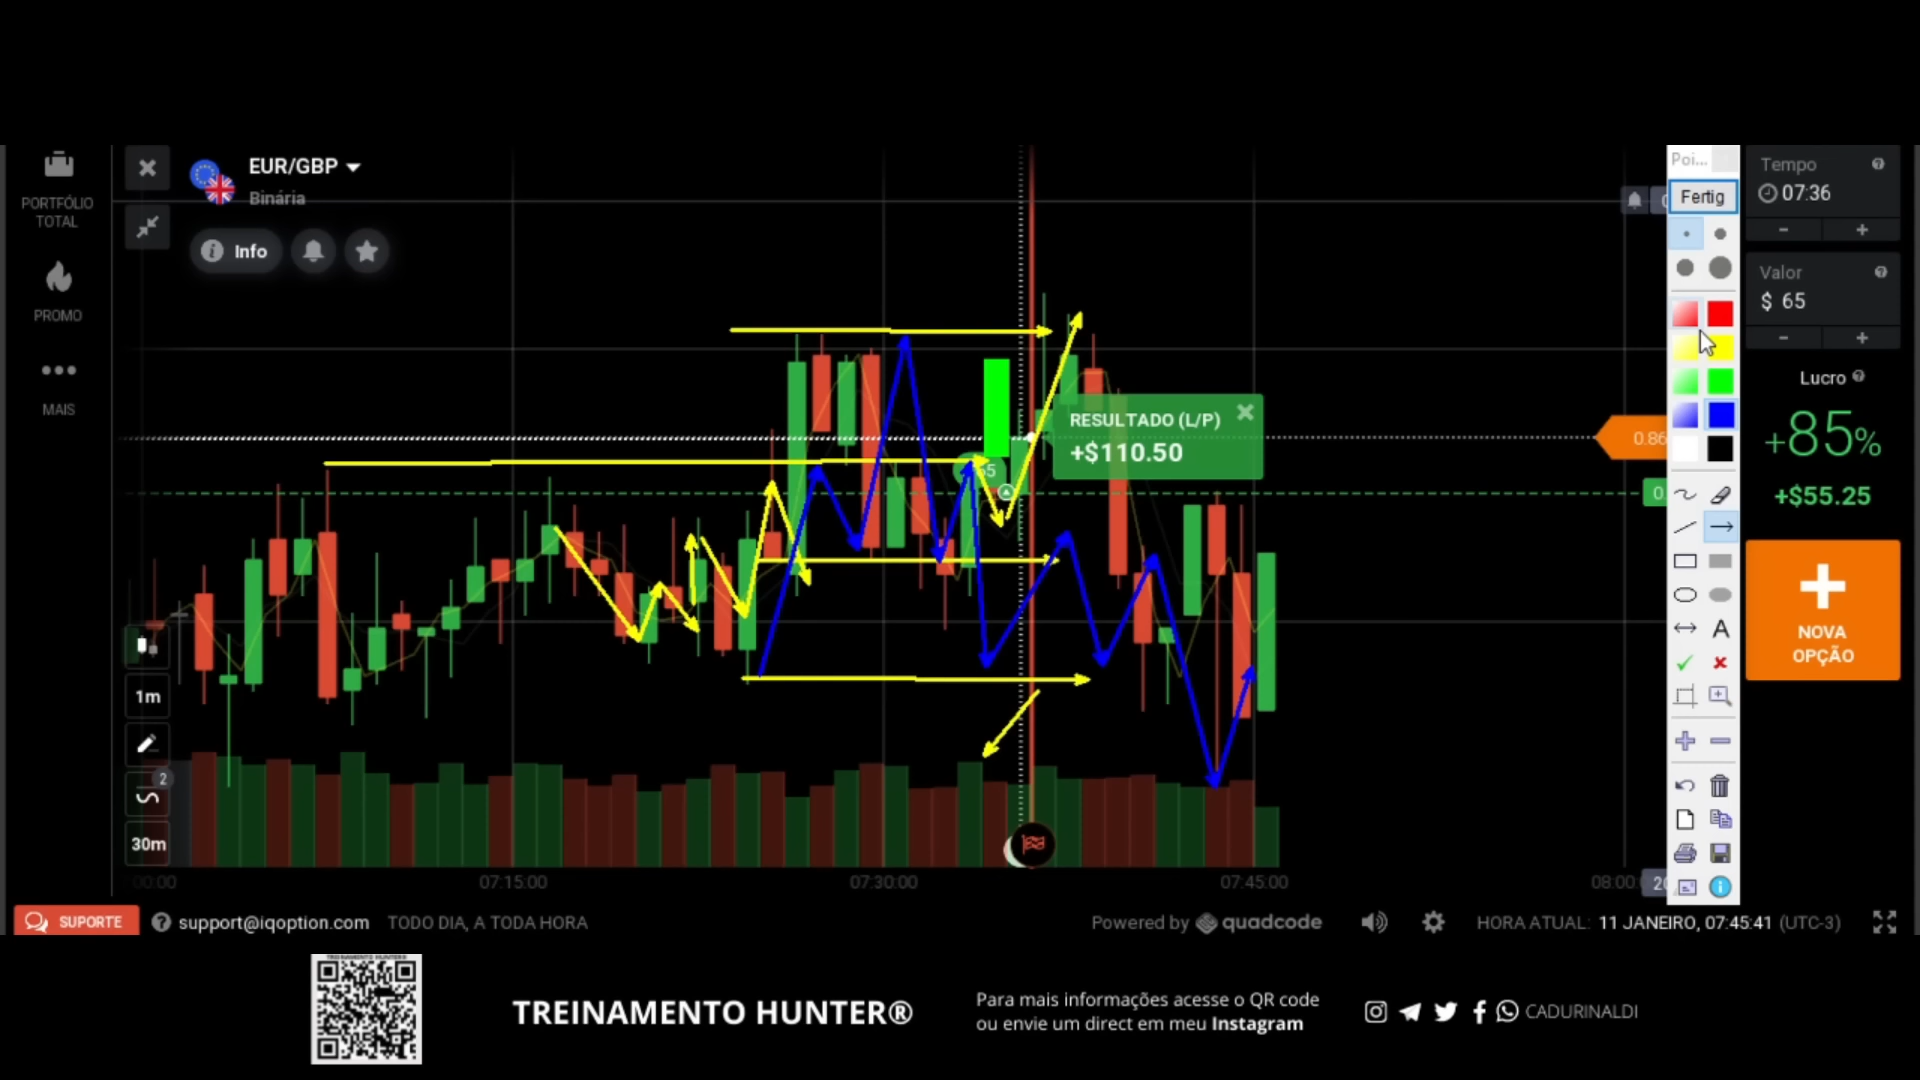 EUR/GBP
Binária
Info
PORTFÓLIO
TOTAL
PROMO
MAIS
1m
2
30m
RESULTADO (L/P)
+$110.50
Poi...
Fertig
A
Tempo
07:36
Valor
$ 65
Lucro
+85%
+$55.25
NOVA
OPÇÃO
07:15:00
07:30:00
07:45:00
SUPORTE
support@iqoption.com
TODO DIA, A TODA HORA
Powered by quadcode
HORA ATUAL: 11 JANEIRO, 07:45:41 (UTC-3)
TREINAMENTO HUNTER®
Para mais informações acesse o QR code
ou envie um direct em meu Instagram
CADURINALDI